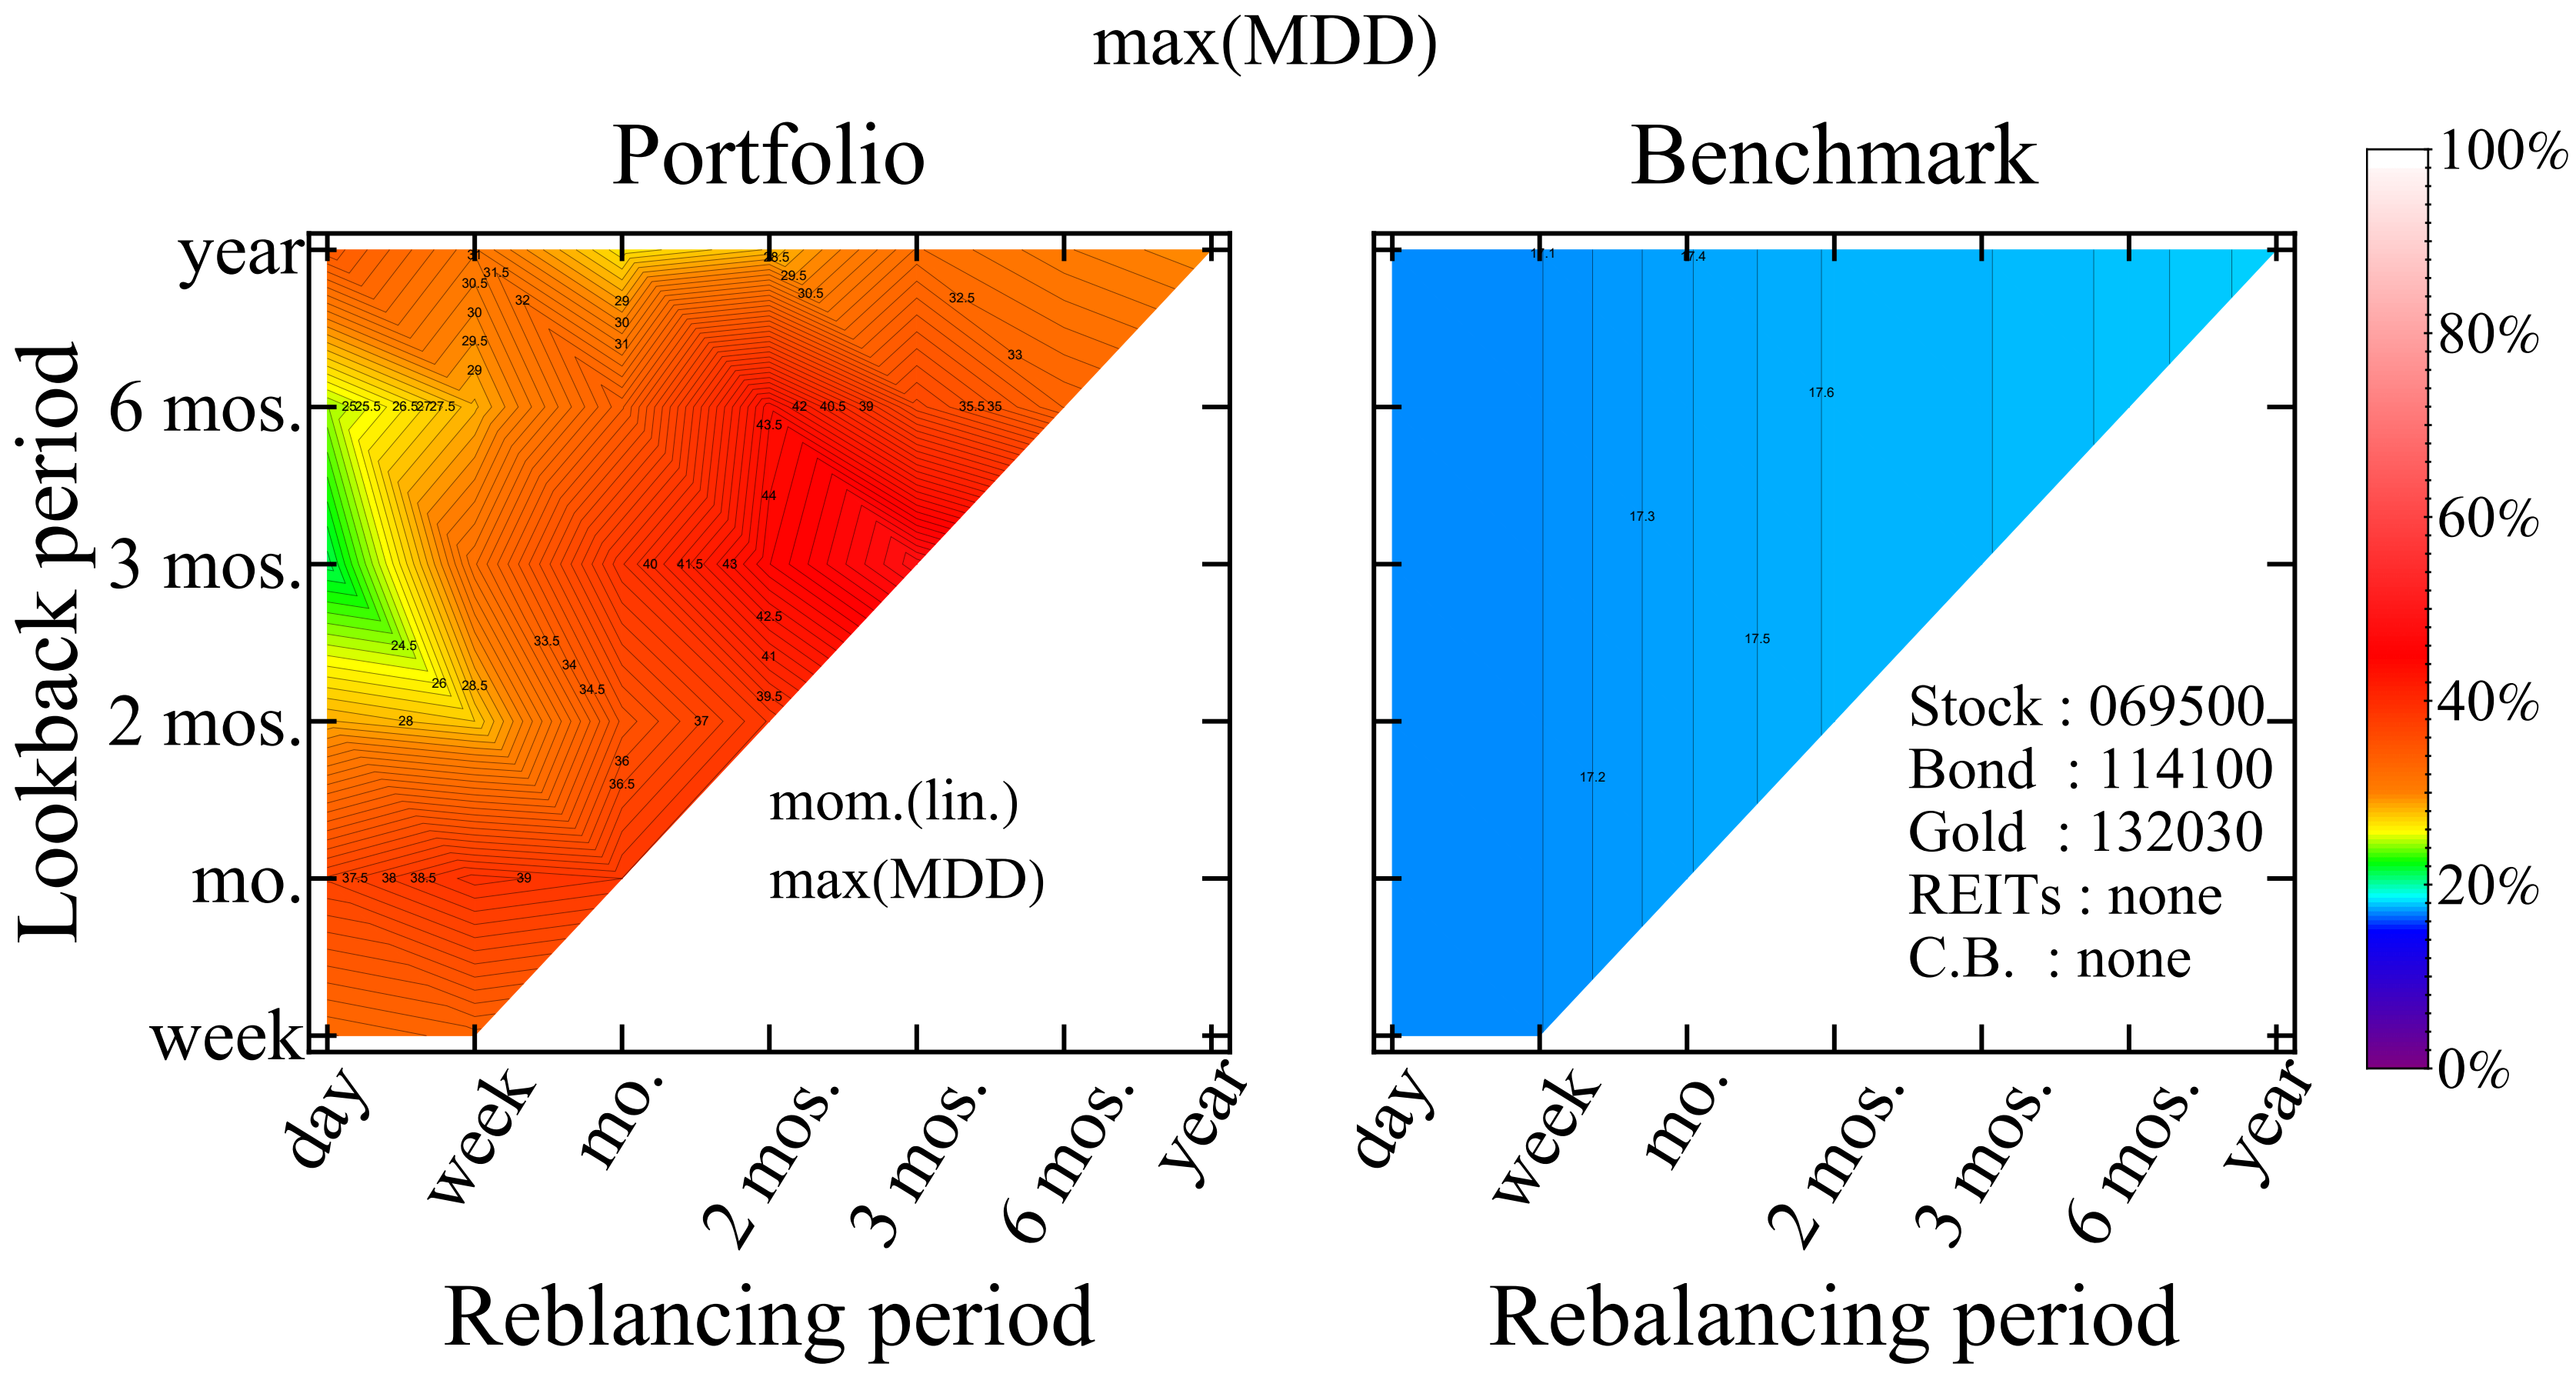 max(MDD)
Portfolio
Benchmark
Lookback period
year
6 mos.
3 mos.
2 mos.
mo.
week
31
31.5
30.5
32
30
29.5
29
29
30
31
28.5
29.5
30.5
32.5
33
25 25.5 26.5 27 27.5
42 40.5 39
35.5 35
43.5
44
40 41.5 43
42.5
41
39.5
24.5
33.5
34
34.5
26
28.5
28
37
36
36.5
37.5 38 38.5 39
mom.(lin.)
max(MDD)
day
week
mo.
2 mos.
3 mos.
6 mos.
year
Reblancing period
17.1
17.4
17.6
17.3
17.5
17.2
Stock : 069500
Bond : 114100
Gold : 132030
REITs : none
C.B. : none
day
week
mo.
2 mos.
3 mos.
6 mos.
year
Rebalancing period
100%
80%
60%
40%
20%
0%